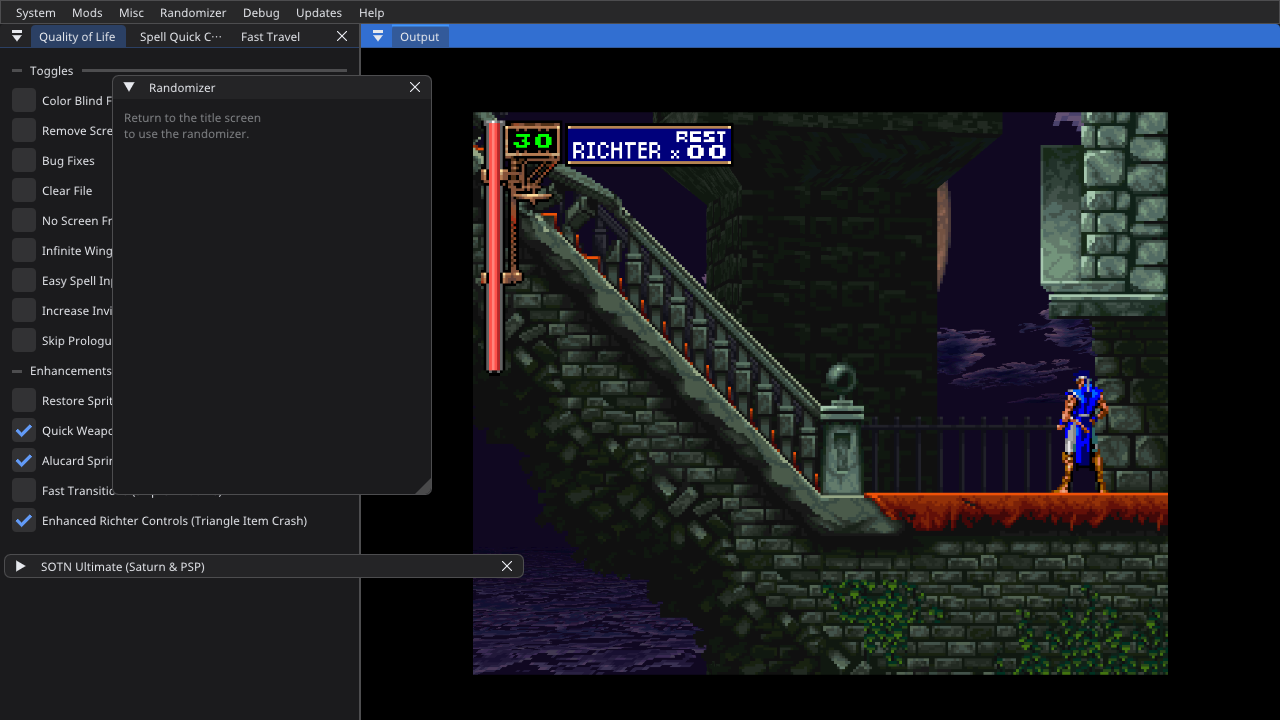 System Mods Misc Randomizer Debug Updates Help
Quality of Life Spell Quick C··· Fast Travel
Output
Toggles
Randomizer
Return to the title screen
to use the randomizer.
Color Blind F
Remove Scre
Bug Fixes
Clear File
No Screen Fr
Infinite Wing
Easy Spell In
Increase Invi
Skip Prologu
Enhancements
Restore Sprit
Quick Weapo
Alucard Sprin
Fast Transitio
Enhanced Richter Controls (Triangle Item Crash)
SOTN Ultimate (Saturn & PSP)
30
REST
RICHTER x 00